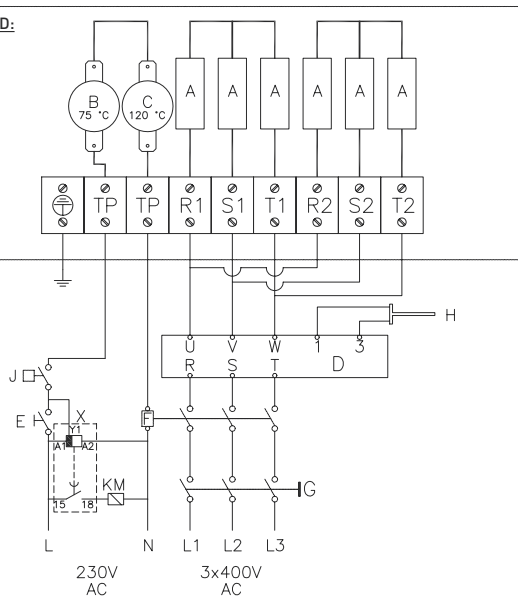 D:
B
75 °C
C
120 °C
A A A A A A
TP TP R1 S1 T1 R2 S2 T2
H
U V W 1 3
R S T D
J
E X F
Y1
A1 A2
KM
15 18
G
L N L1 L2 L3
230V 3x400V
AC AC